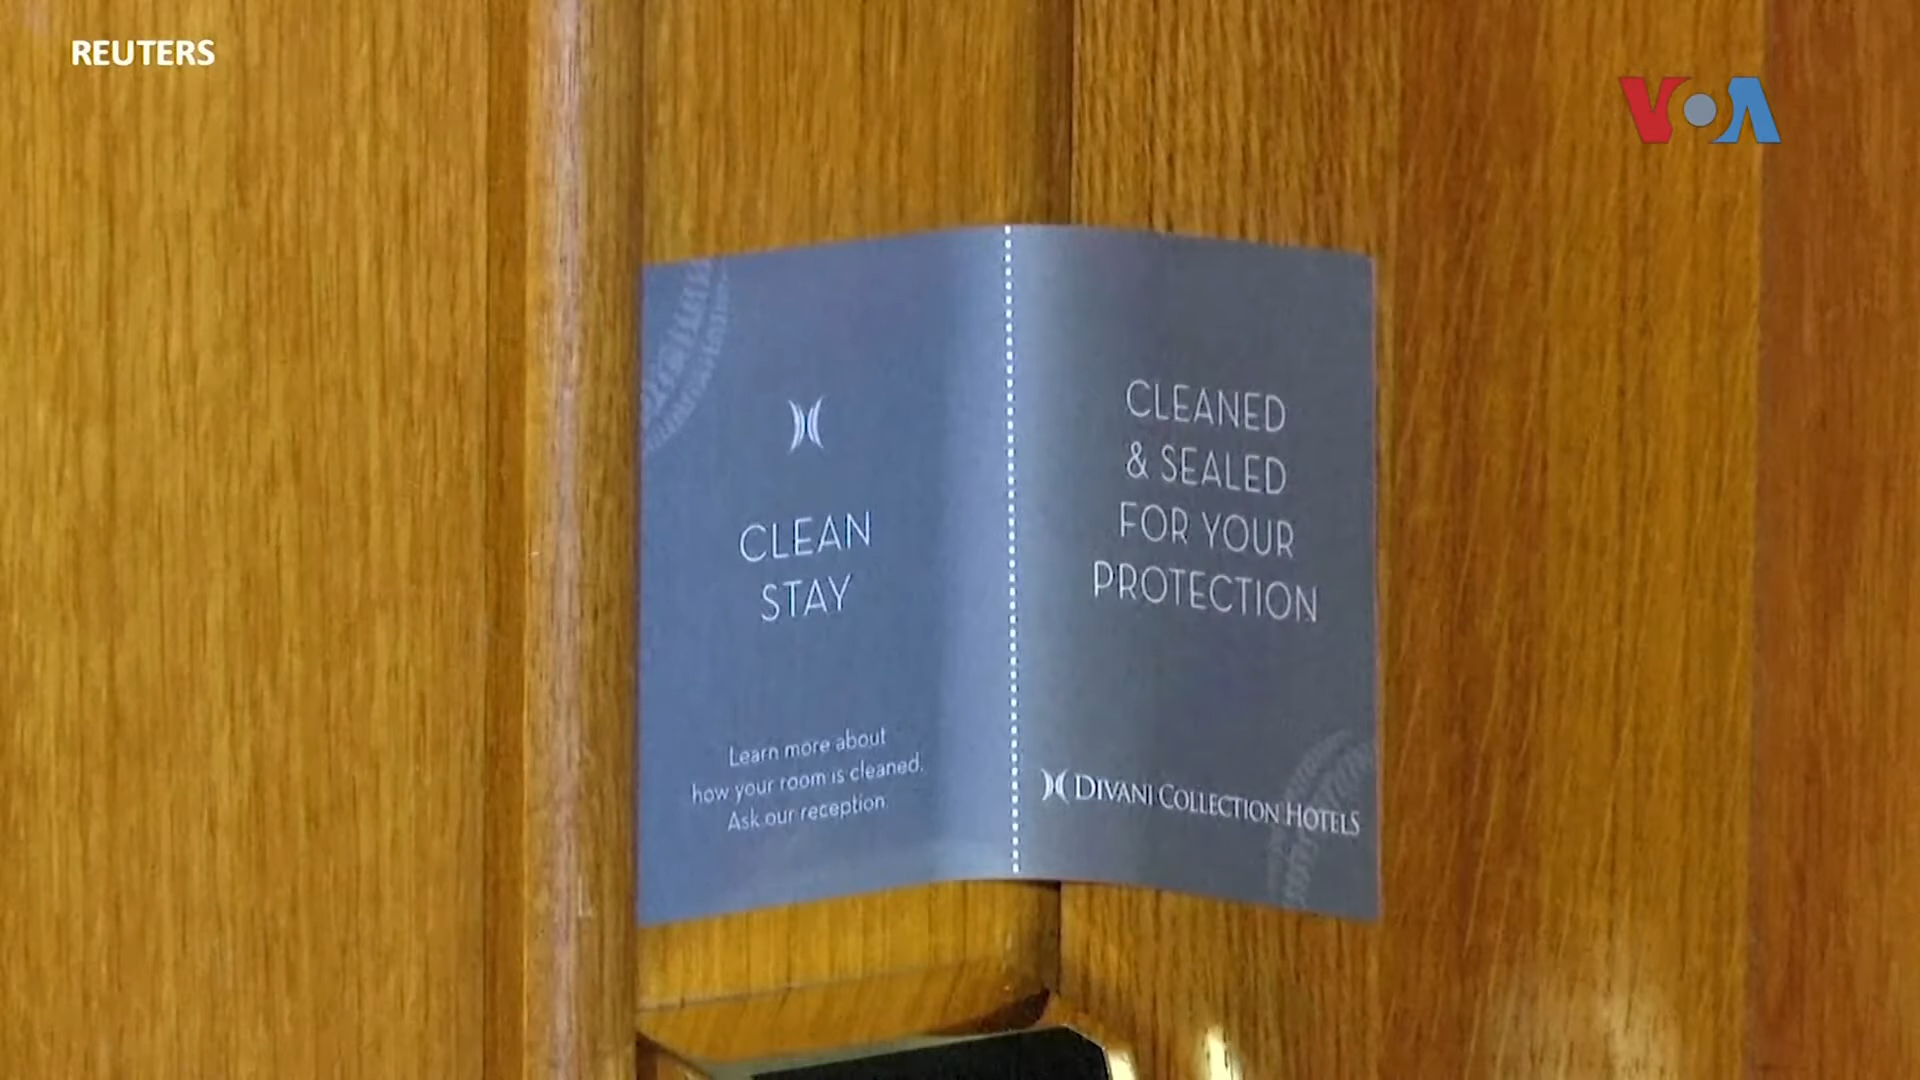 REUTERS
VOA
CLEAN
STAY
Learn more about
how your room is cleaned.
Ask our reception
CLEANED
& SEALED
FOR YOUR
PROTECTION
DIVANI COLLECTION HOTELS